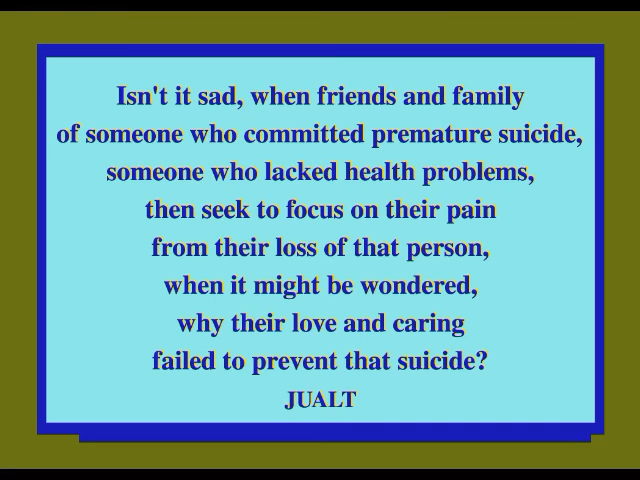 Isn't it sad, when friends and family
of someone who committed premature suicide,
someone who lacked health problems,
then seek to focus on their pain
from their loss of that person,
when it might be wondered,
why their love and caring
failed to prevent that suicide?
JUALT